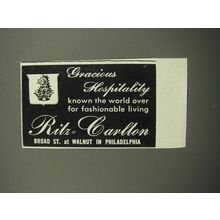 Gracious
Hospitality
known the world over
for fashionable living
Ritz-Carlton
BROAD ST. at WALNUT IN PHILADELPHIA